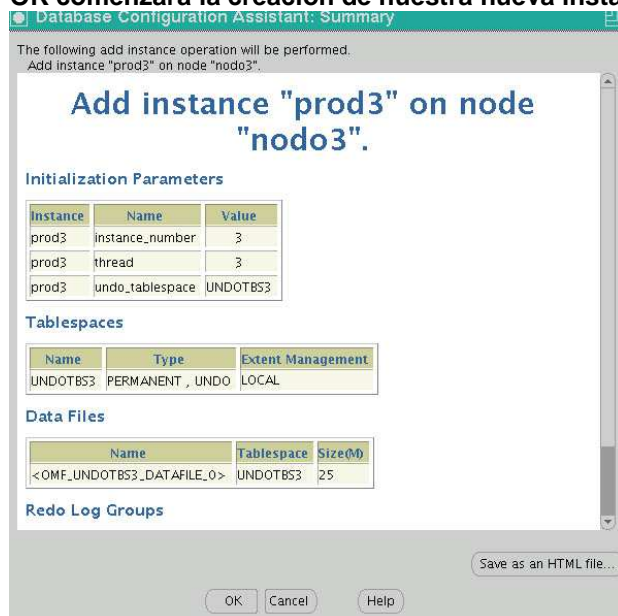 OK comenzará la creación de nuestra nueva insta
Database Configuration Assistant: Summary
The following add instance operation will be performed.
Add instance "prod3" on node "nodo3".
Add instance "prod3" on node
"nodo3".
Initialization Parameters
Instance Name Value
prod3 instance_number 3
prod3 thread 3
prod3 undo_tablespace UNDOTBS3
Tablespaces
Name Type Extent Management
UNDOTBS3 PERMANENT , UNDO LOCAL
Data Files
Name Tablespace Size(M)
<OMF_UNDOTBS3_DATAFILE_0> UNDOTBS3 25
Redo Log Groups
Save as an HTML file...
OK Cancel Help